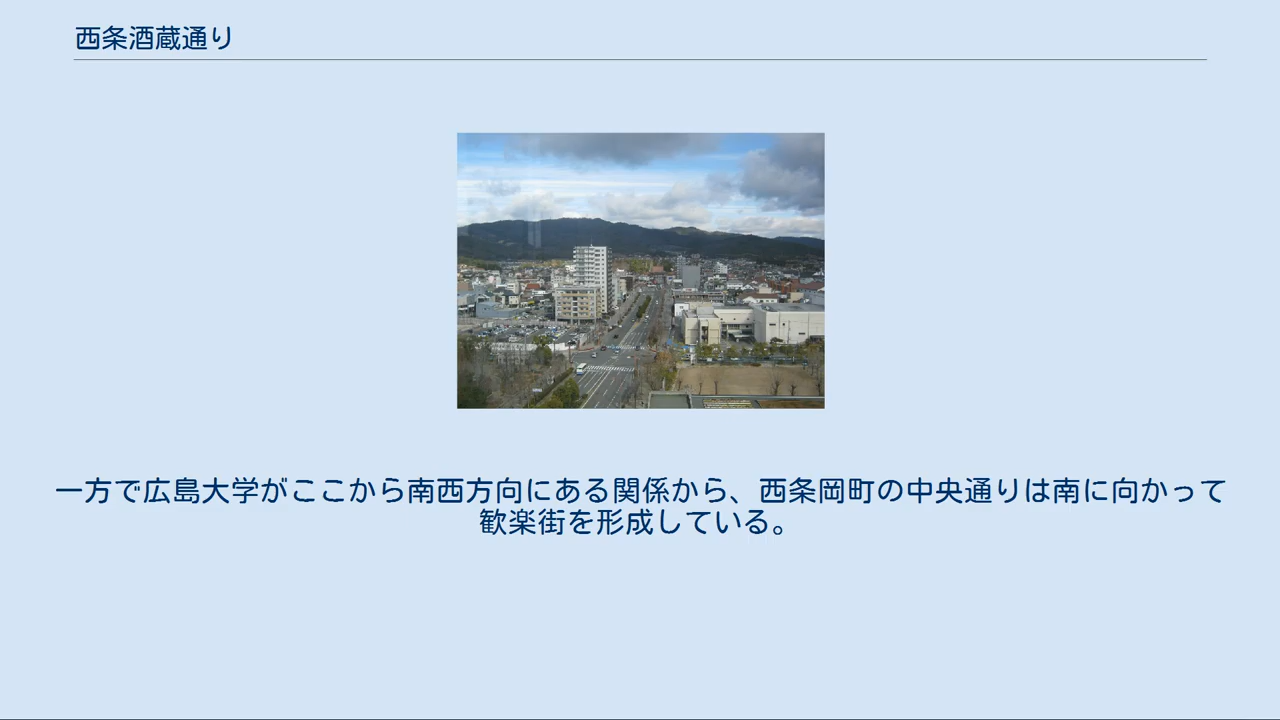 西条酒蔵通り
一方で広島大学がここから南西方向にある関係から、西条岡町の中央通りは南に向かって
歓楽街を形成している。